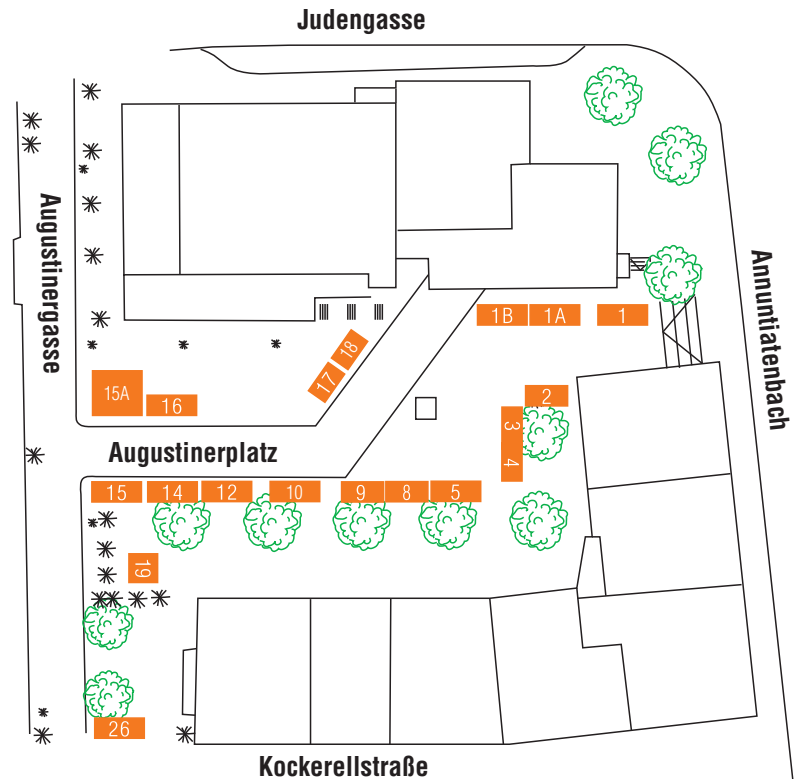 Judengasse
Augustinergasse
Annuntiatenbach
1B
1A
1
18
17
15A
16
2
3
4
Augustinerplatz
15
14
12
10
9
8
5
19
26
Kockerellstraße